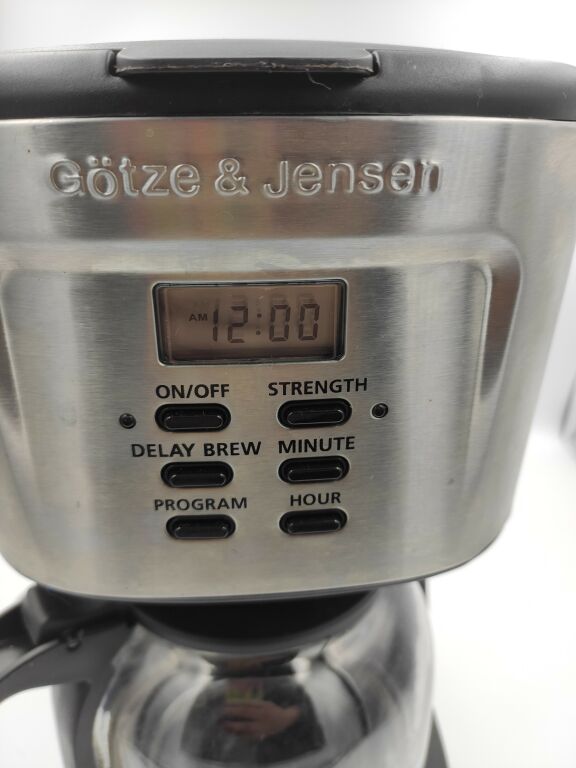 Götze & Jensen
AM 12:00
ON/OFF STRENGTH
DELAY BREW MINUTE
PROGRAM HOUR